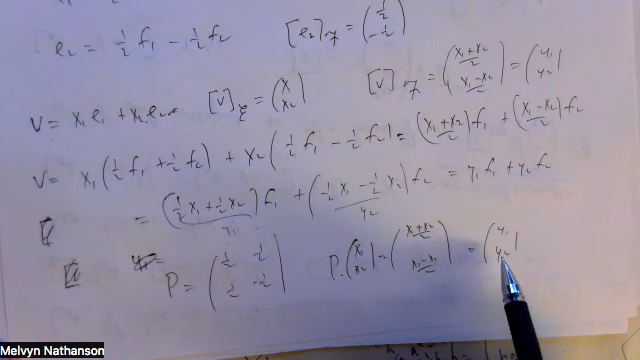 e₂ = ½ f₁ − ½ f₂   [e₂]_𝓕 = (½ −½)
V = x₁ e₁ + x₂ e₂   [V]_ℰ = (x₁ x₂)   [V]_𝓕 = ((x₁+x₂)/2 (x₁−x₂)/2) = (y₁ y₂)
V = x₁(½ f₁ + ½ f₂) + x₂(½ f₁ − ½ f₂) = ((x₁+x₂)/2) f₁ + ((x₁−x₂)/2) f₂
= (½ x₁ + ½ x₂) f₁ + (½ x₁ − ½ x₂) f₂ = y₁ f₁ + y₂ f₂
y₁ y₂
P = (½ ½ ½ −½)   P·(x₁ x₂) = ((x₁+x₂)/2 (x₁−x₂)/2) = (y₁ y₂)
Melvyn Nathanson